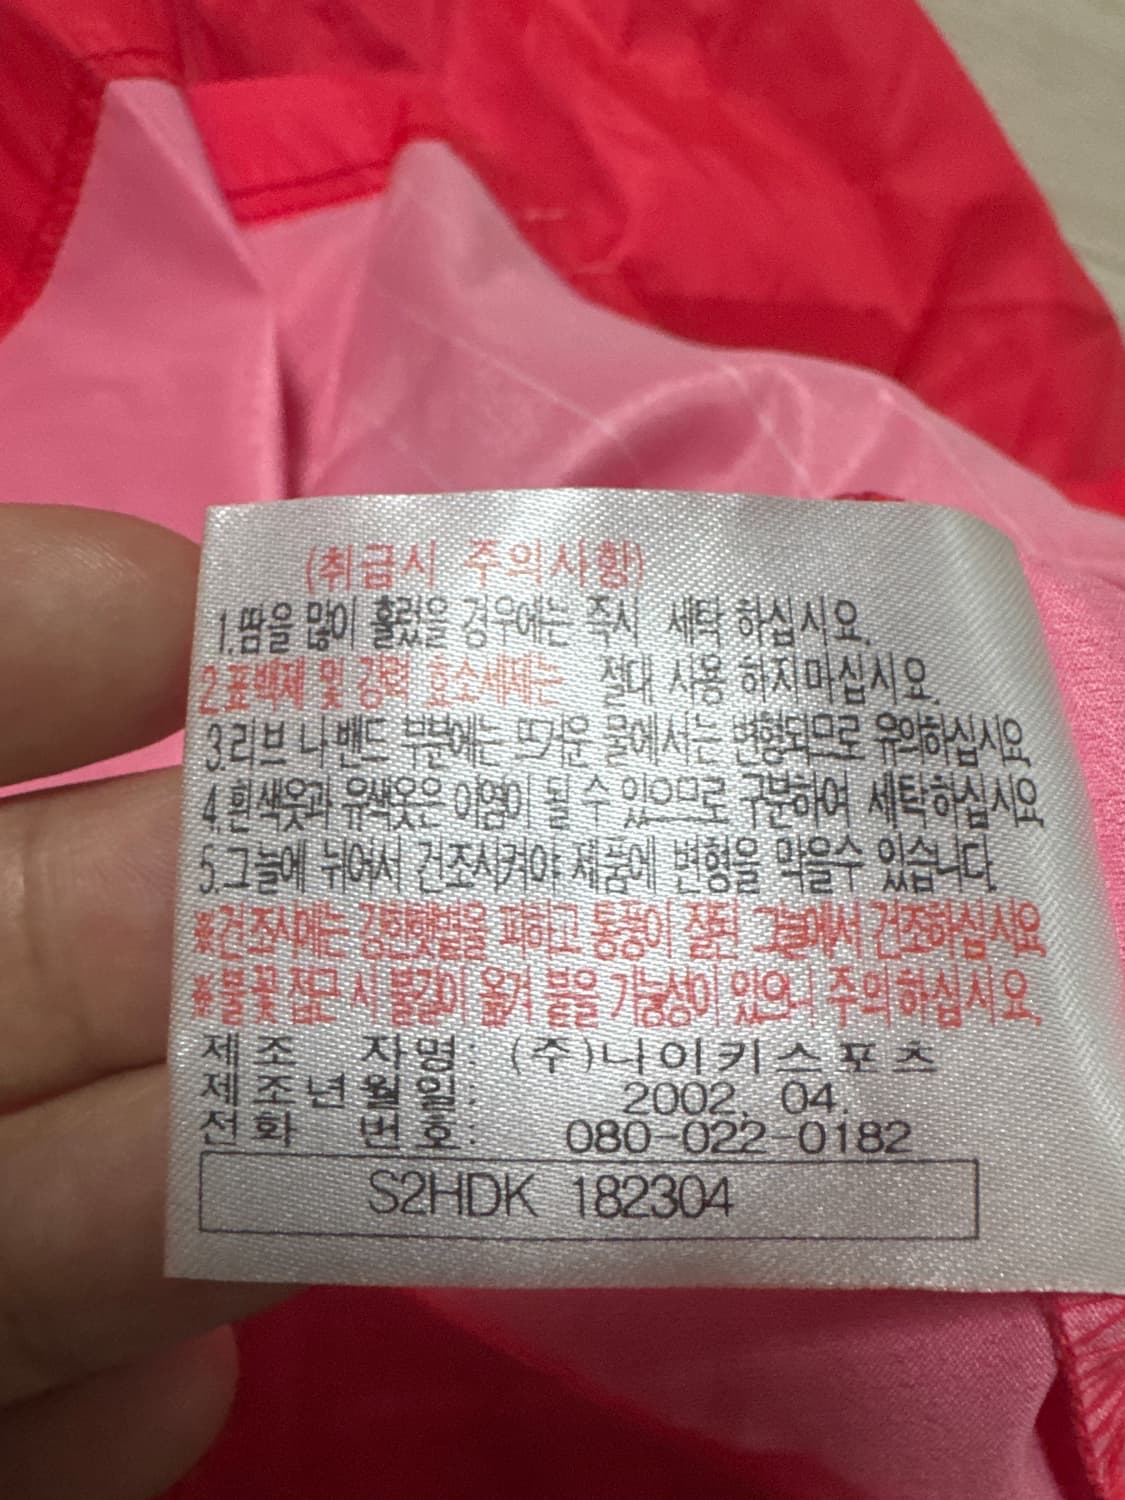 (취급시 주의사항)
1.땀을 많이 흘렸을 경우에는 즉시 세탁 하십시요.
2.표백제 및 강력 효소세제는 절대 사용 하지마십시요.
3.리브 나 밴드 부분에는 뜨거운 물에서는 변형되므로 유의하십시요
4.흰색옷과 유색옷은 이염이 될 수 있으므로 구분하여 세탁하십시요
5.그늘에 뉘어서 건조시켜야 제품에 변형을 막을수 있습니다.
※건조시에는 강한햇볕을 피하고 통풍이 잘된 그늘에서 건조하십시요
※불꽃 접근 시 불길이 옮겨 붙을 가능성이 있으니 주의하십시요.
제 조 자명: (주)나이키스포츠
제조년월일: 2002. 04.
전화 번호: 080-022-0182
S2HDK 182304